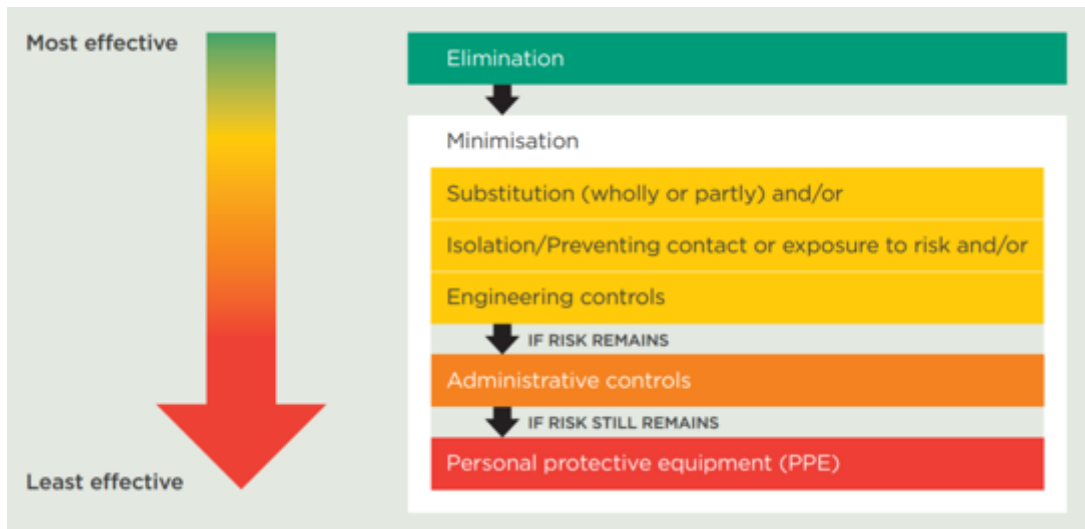 Most effective
Elimination
Minimisation
Substitution (wholly or partly) and/or
Isolation/Preventing contact or exposure to risk and/or
Engineering controls
IF RISK REMAINS
Administrative controls
IF RISK STILL REMAINS
Personal protective equipment (PPE)
Least effective